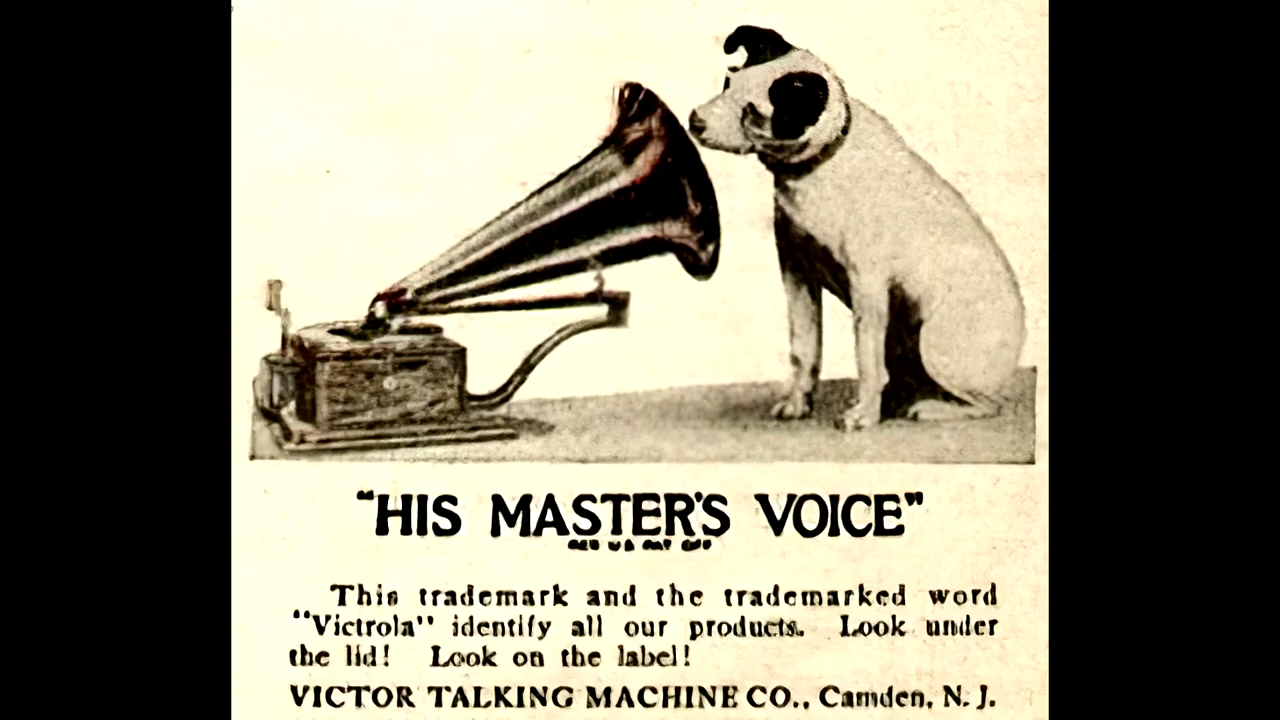 "HIS MASTER'S VOICE"
This trademark and the trademarked word
"Victrola" identify all our products. Look under
the lid! Look on the label!
VICTOR TALKING MACHINE CO., Camden, N. J.